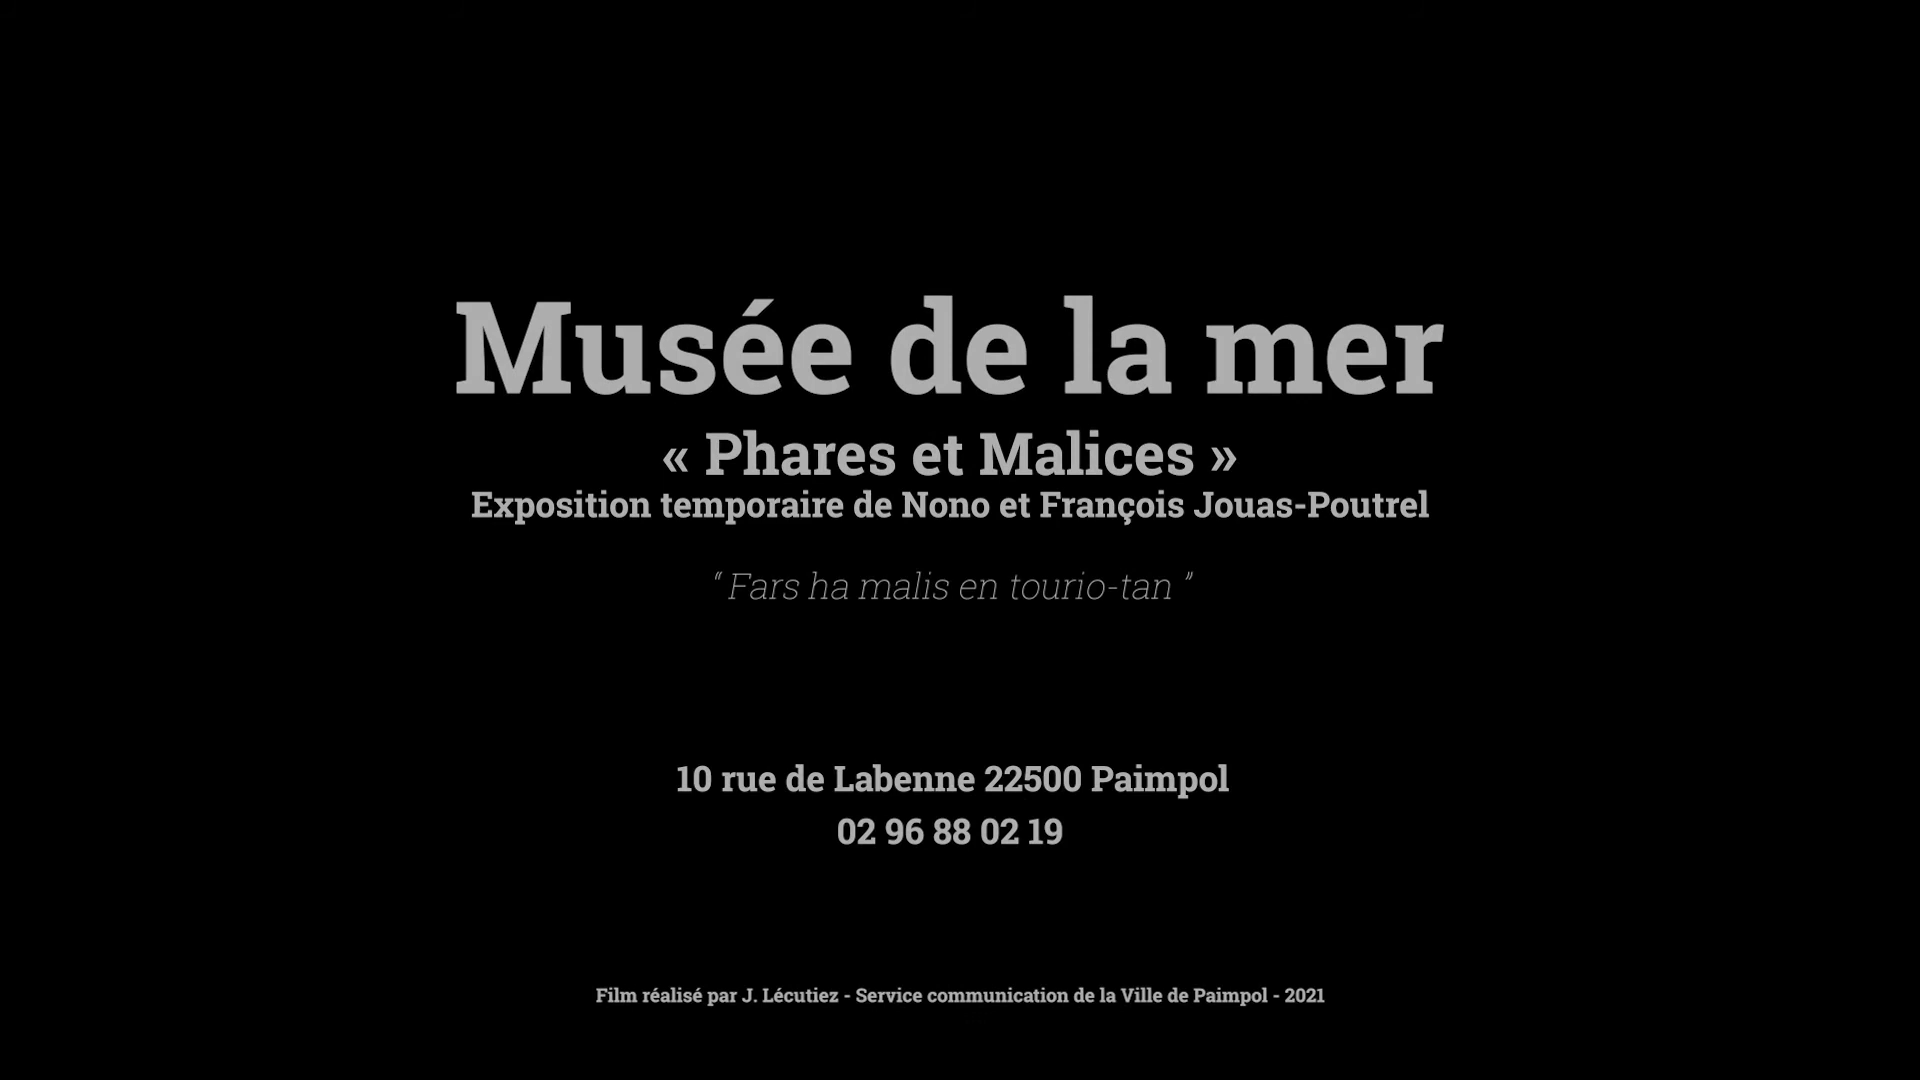 Musée de la mer
« Phares et Malices »
Exposition temporaire de Nono et François Jouas-Poutrel
“ Fars ha malis en tourio-tan ”
10 rue de Labenne 22500 Paimpol
02 96 88 02 19
Film réalisé par J. Lécutiez - Service communication de la Ville de Paimpol - 2021